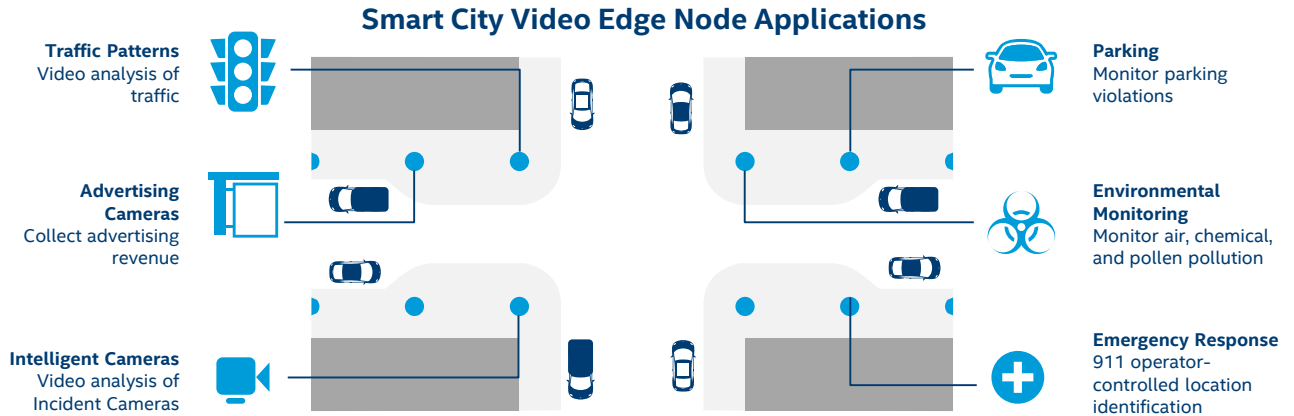 Smart City Video Edge Node Applications
Traffic Patterns
Video analysis of
traffic
Advertising
Cameras
Collect advertising
revenue
Intelligent Cameras
Video analysis of
Incident Cameras
Parking
Monitor parking
violations
Environmental
Monitoring
Monitor air, chemical,
and pollen pollution
Emergency Response
911 operator-
controlled location
identification